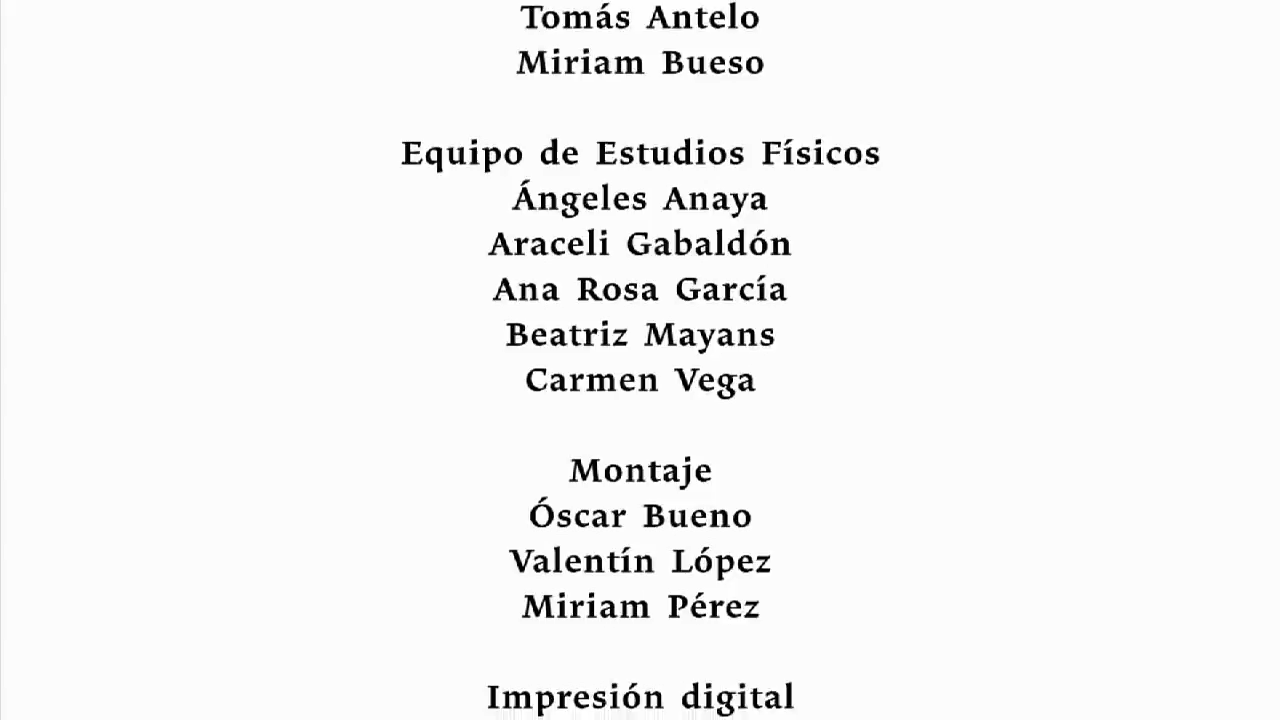 Tomás Antelo
Miriam Bueso
Equipo de Estudios Físicos
Ángeles Anaya
Araceli Gabaldón
Ana Rosa García
Beatriz Mayans
Carmen Vega
Montaje
Óscar Bueno
Valentín López
Miriam Pérez
Impresión digital